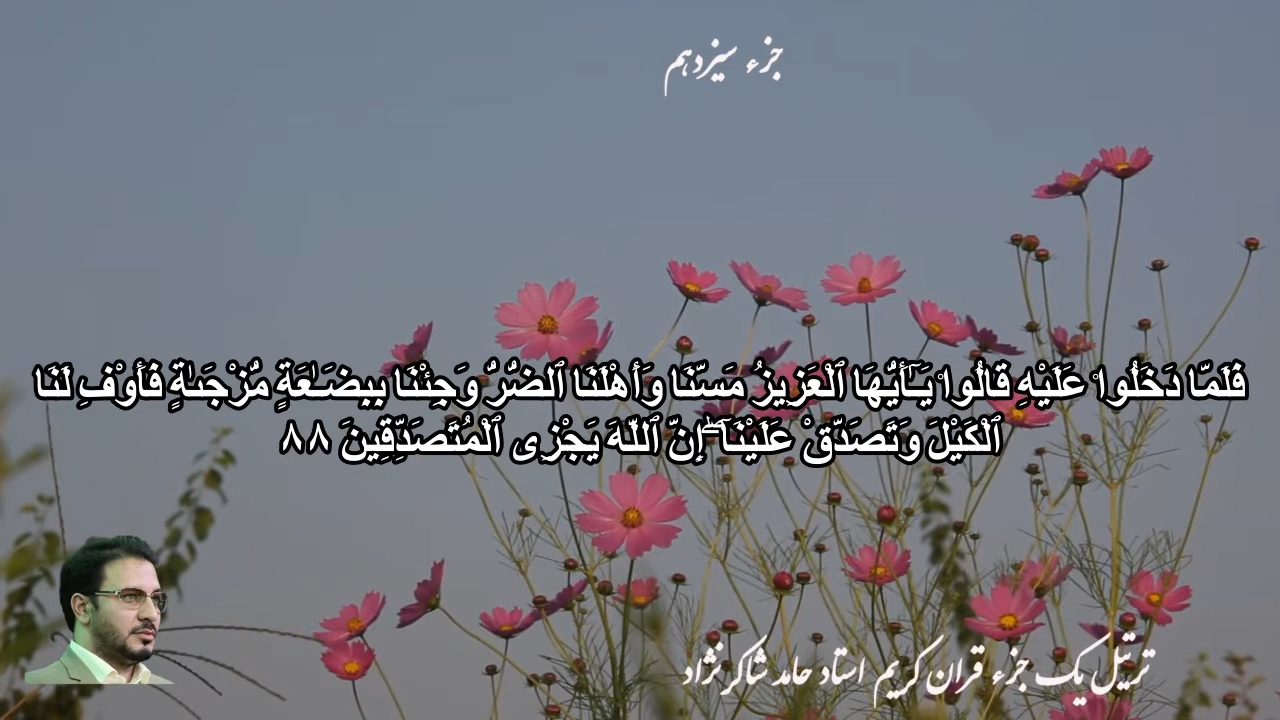 جزء سیزدهم
فَلَمَّا دَخَلُوا۟ عَلَيْهِ قَالُوا۟ يَـٰٓأَيُّهَا ٱلْعَزِيزُ مَسَّنَا وَأَهْلَنَا ٱلضُّرُّ وَجِئْنَا بِبِضَـٰعَةٍ مُّزْجَىٰةٍ فَأَوْفِ لَنَا
ٱلْكَيْلَ وَتَصَدَّقْ عَلَيْنَآ ۖ إِنَّ ٱللَّهَ يَجْزِى ٱلْمُتَصَدِّقِينَ ٨٨
ترتیل یک جزء قران کریم استاد حامد شاکرنژاد